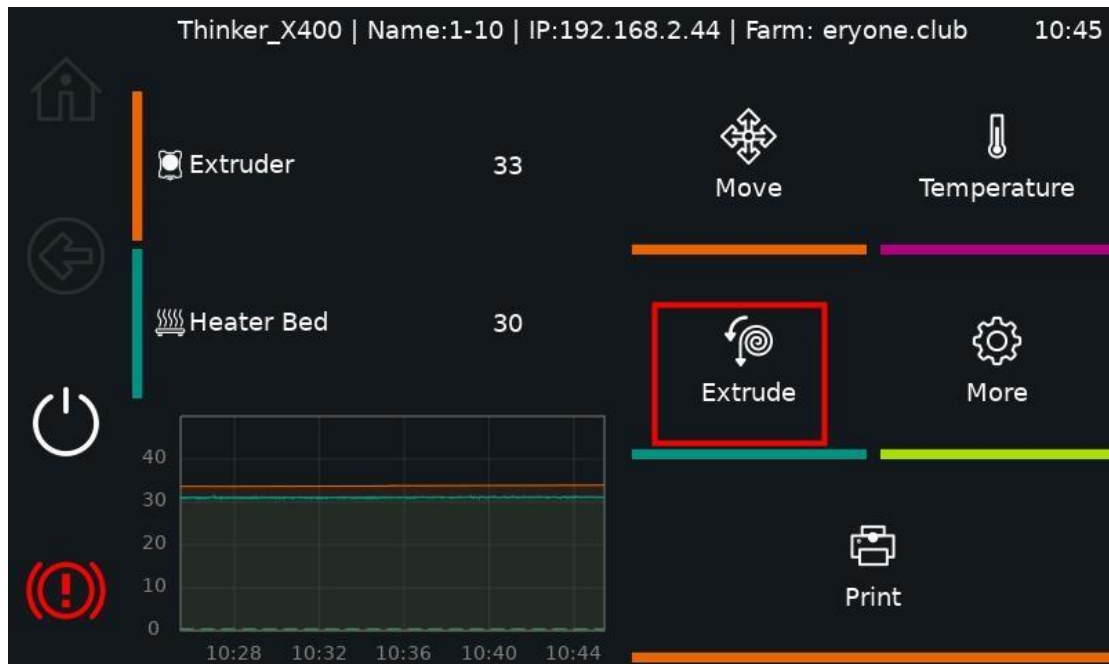 Thinker_X400 | Name:1-10 | IP:192.168.2.44 | Farm: eryone.club 10:45
Extruder 33
Move
Temperature
Heater Bed 30
Extrude
More
40
30
20
10
0
10:28 10:32 10:36 10:40 10:44
Print